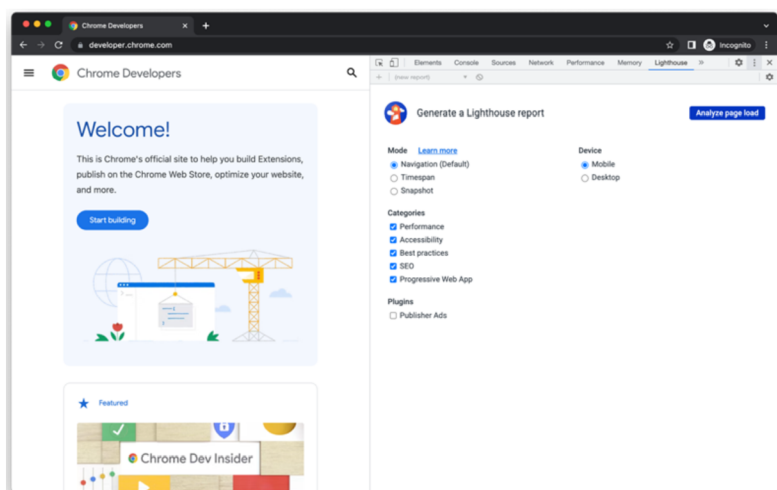 Chrome Developers
developer.chrome.com
Incognito
Chrome Developers
Welcome!
This is Chrome's official site to help you build Extensions,
publish on the Chrome Web Store, optimize your website,
and more.
Start building
Featured
Chrome Dev Insider
Elements Console Sources Network Performance Memory Lighthouse
(new report)
Generate a Lighthouse report
Analyze page load
Mode Learn more
Navigation (Default)
Timespan
Snapshot
Device
Mobile
Desktop
Categories
Performance
Accessibility
Best practices
SEO
Progressive Web App
Plugins
Publisher Ads